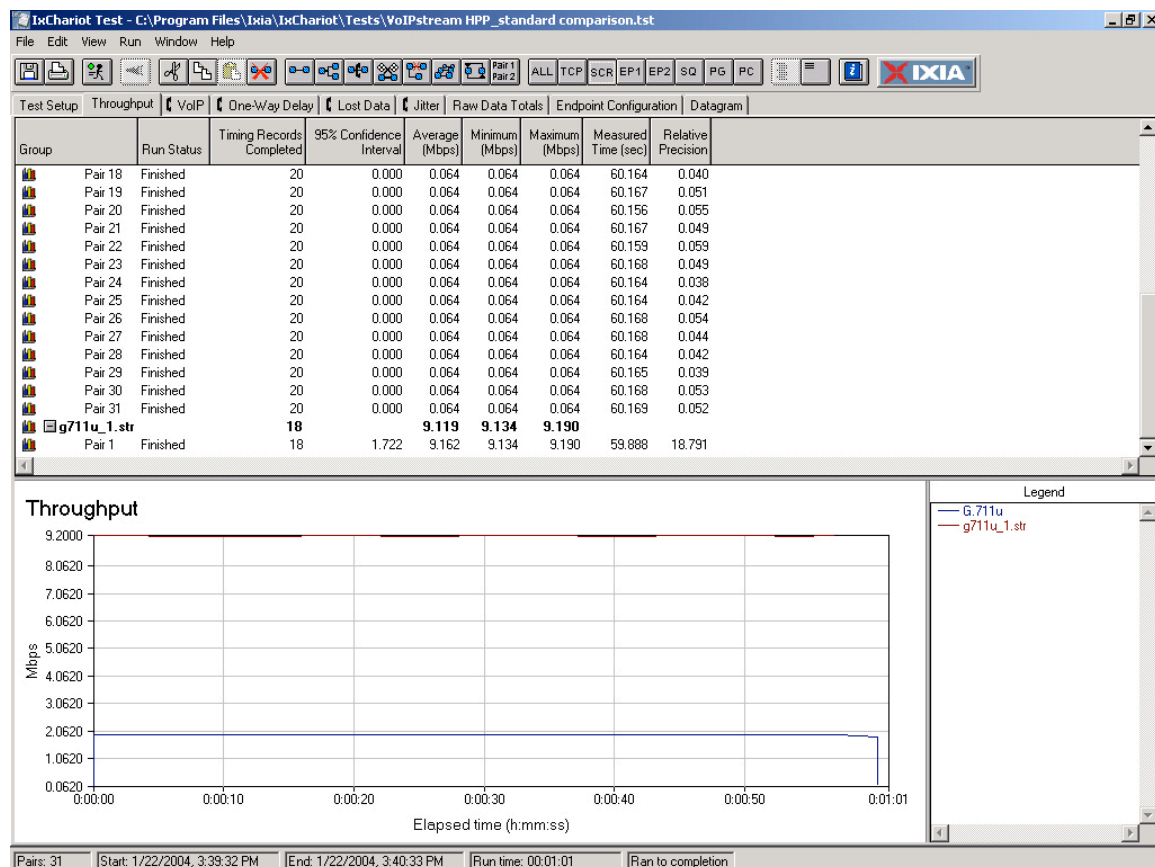 IxChariot Test - C:\Program Files\Ixia\IxChariot\Tests\VoIPstream HPP_standard comparison.tst
File Edit View Run Window Help
Pair 1 Pair 2 ALL TCP SCR EP1 EP2 SQ PG PC IXIA
Test Setup Throughput VoIP One-Way Delay Lost Data Jitter Raw Data Totals Endpoint Configuration Datagram
Group Run Status Timing Records Completed 95% Confidence Interval Average (Mbps) Minimum (Mbps) Maximum (Mbps) Measured Time (sec) Relative Precision
Pair 18 Finished 20 0.000 0.064 0.064 0.064 60.164 0.040
Pair 19 Finished 20 0.000 0.064 0.064 0.064 60.167 0.051
Pair 20 Finished 20 0.000 0.064 0.064 0.064 60.156 0.055
Pair 21 Finished 20 0.000 0.064 0.064 0.064 60.167 0.049
Pair 22 Finished 20 0.000 0.064 0.064 0.064 60.159 0.059
Pair 23 Finished 20 0.000 0.064 0.064 0.064 60.168 0.049
Pair 24 Finished 20 0.000 0.064 0.064 0.064 60.164 0.038
Pair 25 Finished 20 0.000 0.064 0.064 0.064 60.164 0.042
Pair 26 Finished 20 0.000 0.064 0.064 0.064 60.168 0.054
Pair 27 Finished 20 0.000 0.064 0.064 0.064 60.168 0.044
Pair 28 Finished 20 0.000 0.064 0.064 0.064 60.164 0.042
Pair 29 Finished 20 0.000 0.064 0.064 0.064 60.165 0.039
Pair 30 Finished 20 0.000 0.064 0.064 0.064 60.168 0.053
Pair 31 Finished 20 0.000 0.064 0.064 0.064 60.169 0.052
g711u_1.str 18 9.119 9.134 9.190
Pair 1 Finished 18 1.722 9.162 9.134 9.190 59.888 18.791
Throughput
9.2000
8.0620
7.0620
6.0620
5.0620
4.0620
3.0620
2.0620
1.0620
0.0620
Mbps
0:00:00 0:00:10 0:00:20 0:00:30 0:00:40 0:00:50 0:01:01
Elapsed time (h:mm:ss)
Legend
G.711u
g711u_1.str
Pairs: 31 Start: 1/22/2004, 3:39:32 PM End: 1/22/2004, 3:40:33 PM Run time: 00:01:01 Ran to completion